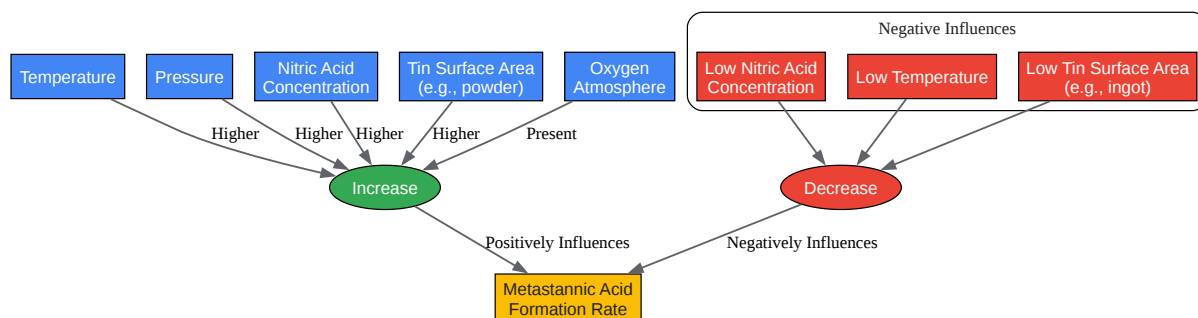 Negative Influences
Temperature
Pressure
Nitric Acid
Concentration
Tin Surface Area
(e.g., powder)
Oxygen
Atmosphere
Low Nitric Acid
Concentration
Low Temperature
Low Tin Surface Area
(e.g., ingot)
Higher
Higher
Higher
Higher
Present
Increase
Decrease
Positively Influences
Negatively Influences
Metastannic Acid
Formation Rate